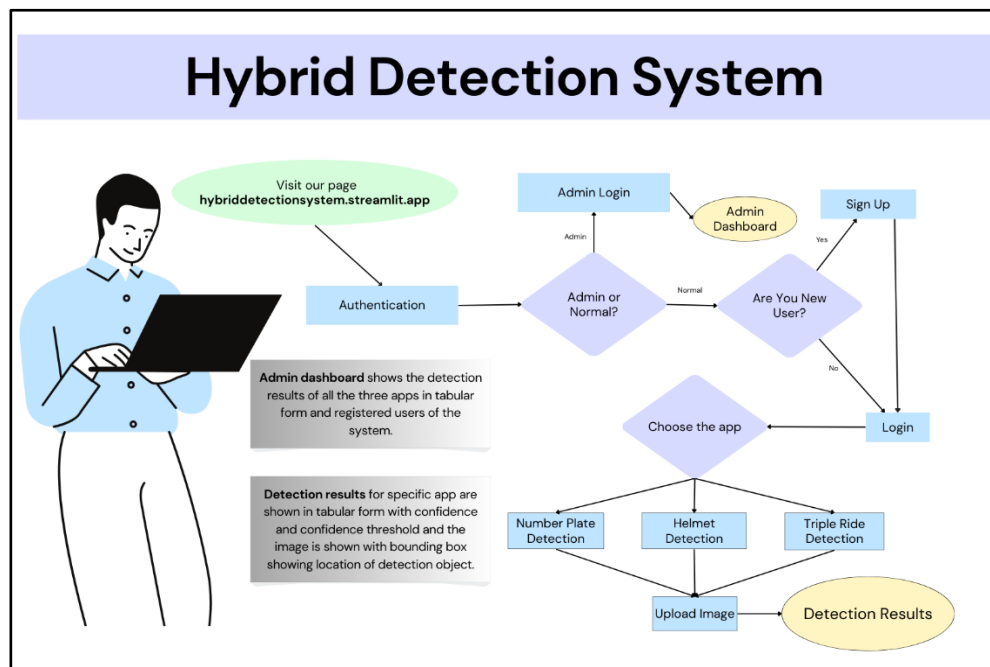 Hybrid Detection System
Visit our page
hybriddetectionsystem.streamlit.app
Admin Login
Admin
Dashboard
Sign Up
Admin
Yes
Authentication
Admin or
Normal?
Normal
Are You New
User?
No
Admin dashboard shows the detection
results of all the three apps in tabular
form and registered users of the
system.
Choose the app
Login
Detection results for specific app are
shown in tabular form with confidence
and confidence threshold and the
image is shown with bounding box
showing location of detection object.
Number Plate
Detection
Helmet
Detection
Triple Ride
Detection
Upload Image
Detection Results